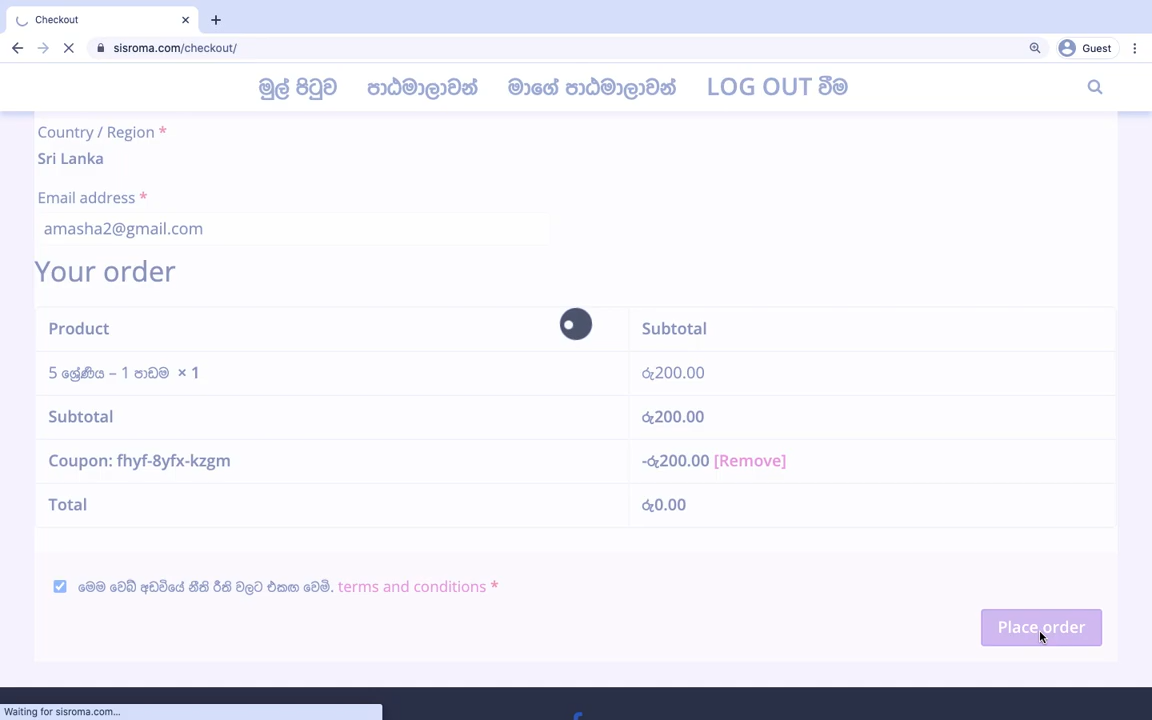 Checkout
sisroma.com/checkout/
Guest
මුල් පිටුව පාඨමාලාවන් මාගේ පාඨමාලාවන් LOG OUT වීම
Country / Region *
Sri Lanka
Email address *
amasha2@gmail.com
Your order
Product Subtotal
5 ශ්‍රේණිය – 1 පාඩම × 1 රු200.00
Subtotal රු200.00
Coupon: fhyf-8yfx-kzgm -රු200.00 [Remove]
Total රු0.00
මෙම වෙබ් අඩවියේ නීති රීති වලට එකඟ වෙමි. terms and conditions *
Place order
Waiting for sisroma.com...